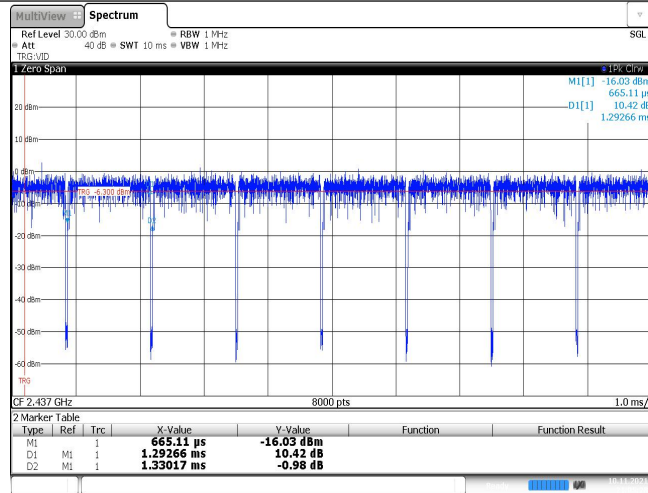 MultiView Spectrum
Ref Level 30.00 dBm RBW 1 MHz SGL
Att 40 dB SWT 10 ms VBW 1 MHz
TRG:VID
1 Zero Span 1Pk Clrw
M1[1] -16.03 dBm
665.11 µs
D1[1] 10.42 dB
1.29266 ms
20 dBm
10 dBm
0 dBm
TRG -6.300 dBm
-10 dBm
M1
D2
-20 dBm
-30 dBm
-40 dBm
-50 dBm
-60 dBm
TRG
CF 2.437 GHz 8000 pts 1.0 ms/
2 Marker Table
Type Ref Trc X-Value Y-Value Function Function Result
M1 1 665.11 µs -16.03 dBm
D1 M1 1 1.29266 ms 10.42 dB
D2 M1 1 1.33017 ms -0.98 dB